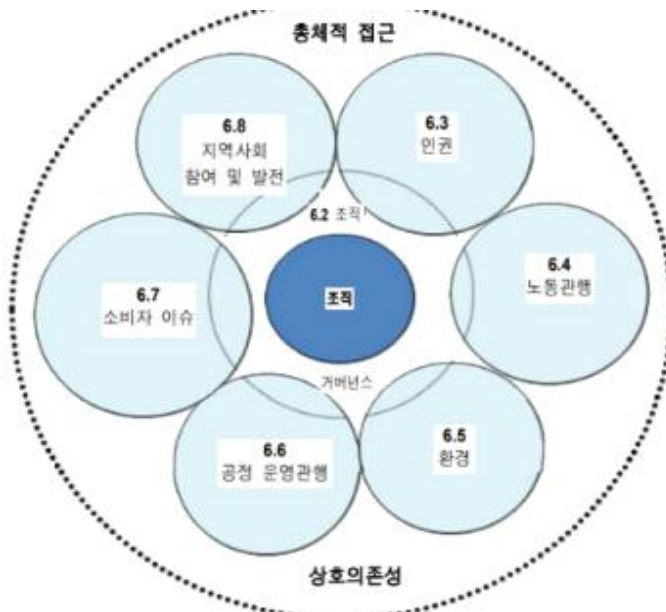 총체적 접근
6.8
지역사회
참여 및 발전
6.3
인권
6.2 조직
6.7
소비자 이슈
조직
6.4
노동관행
거버넌스
6.6
공정 운영관행
6.5
환경
상호의존성